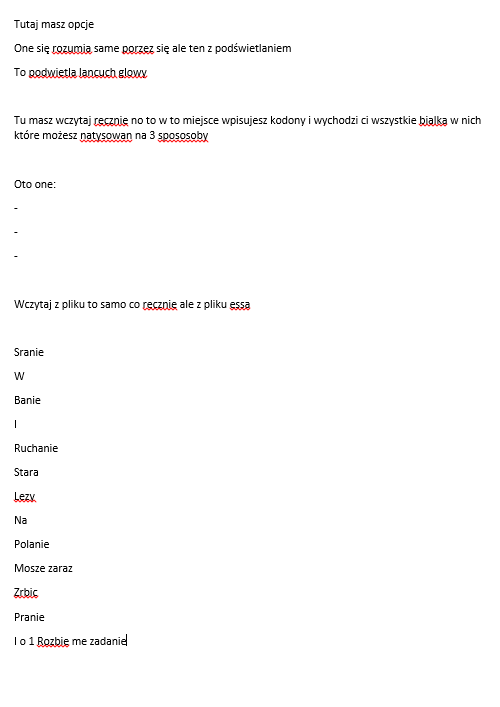 Tutaj masz opcje
One się rozumią same porzez się ale ten z podświetlaniem
To podwietla lancuch glowy
Tu masz wczytaj recznie no to w to miejsce wpisujesz kodony i wychodzi ci wszystkie bialka w nich
które możesz natysowan na 3 spososoby
Oto one:
-
-
-
Wczytaj z pliku to samo co recznie ale z pliku essa
Sranie
W
Banie
I
Ruchanie
Stara
Lezy
Na
Polanie
Mosze zaraz
Zrbic
Pranie
I o 1 Rozbie me zadanie